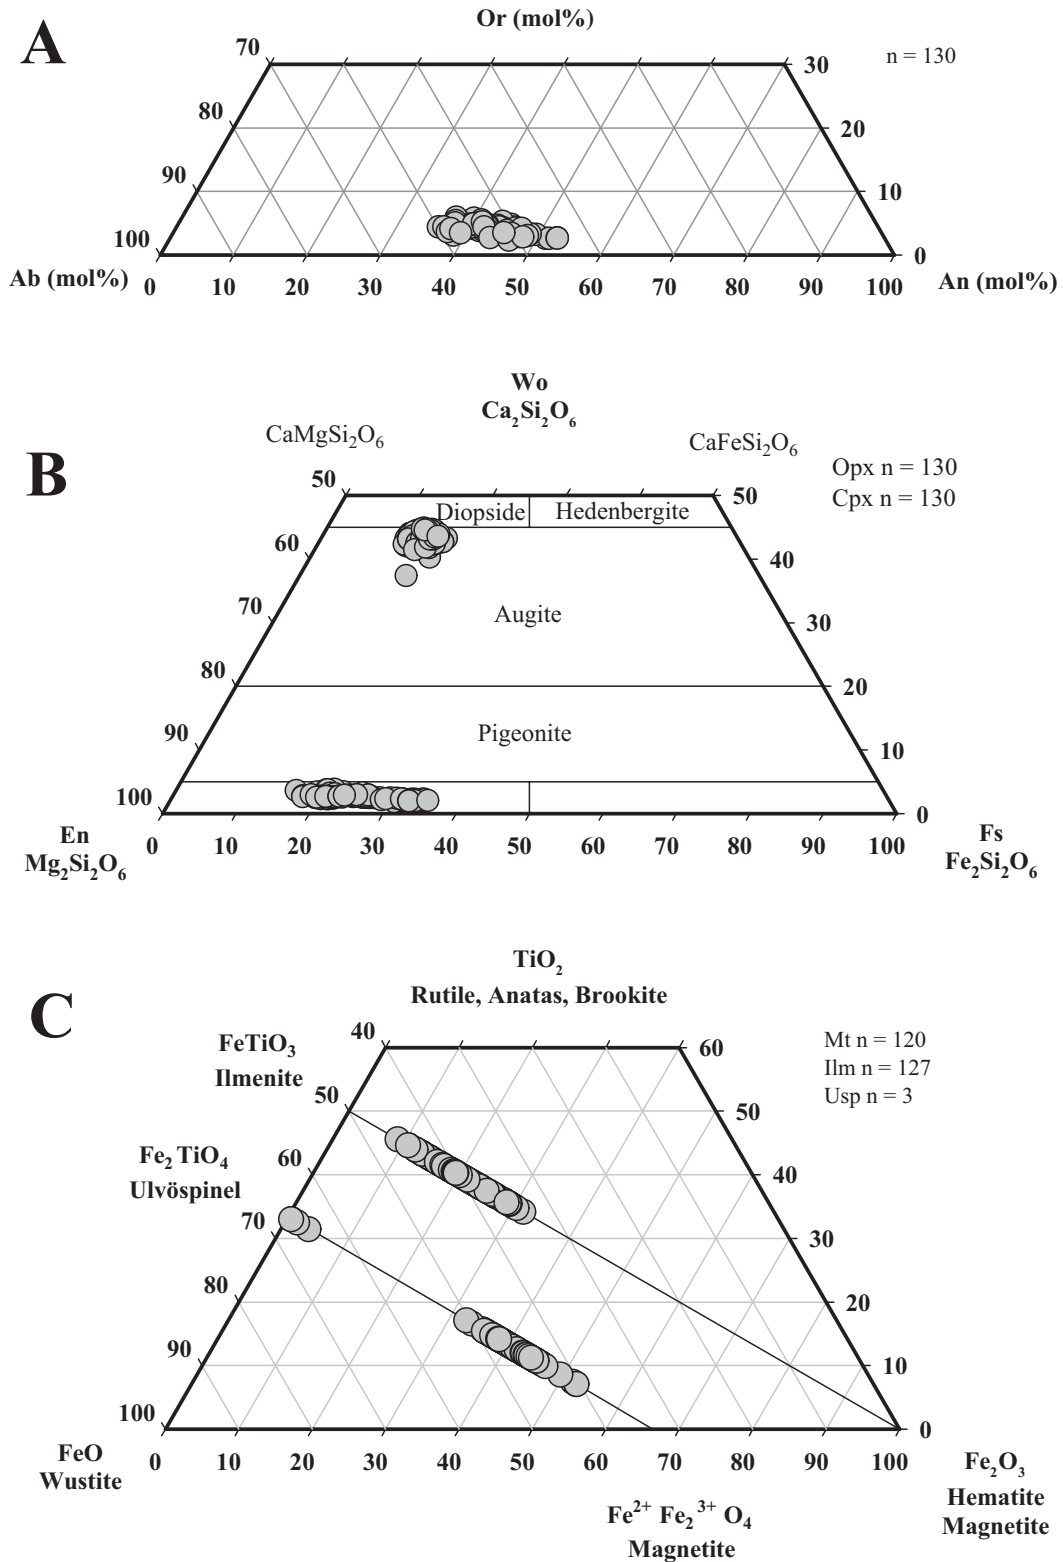 A
Or (mol%)
n = 130
70
30
80
20
90
10
100
0
Ab (mol%)
An (mol%)
0 10 20 30 40 50 60 70 80 90 100
B
Wo
Ca₂Si₂O₆
CaMgSi₂O₆
CaFeSi₂O₆
Opx n = 130
Cpx n = 130
50
50
Diopside
Hedenbergite
60
40
Augite
70
30
80
20
Pigeonite
90
10
100
0
En
Mg₂Si₂O₆
Fs
Fe₂Si₂O₆
0 10 20 30 40 50 60 70 80 90 100
C
TiO₂
Rutile, Anatas, Brookite
FeTiO₃
Ilmenite
Mt n = 120
Ilm n = 127
Usp n = 3
40
60
50
50
Fe₂ TiO₄
Ulvöspinel
60
40
70
30
80
20
90
10
100
0
FeO
Wustite
0 10 20 30 40 50 60 70 80 90 100
Fe₂O₃
Hematite
Magnetite
Fe²⁺ Fe₂ ³⁺ O₄
Magnetite